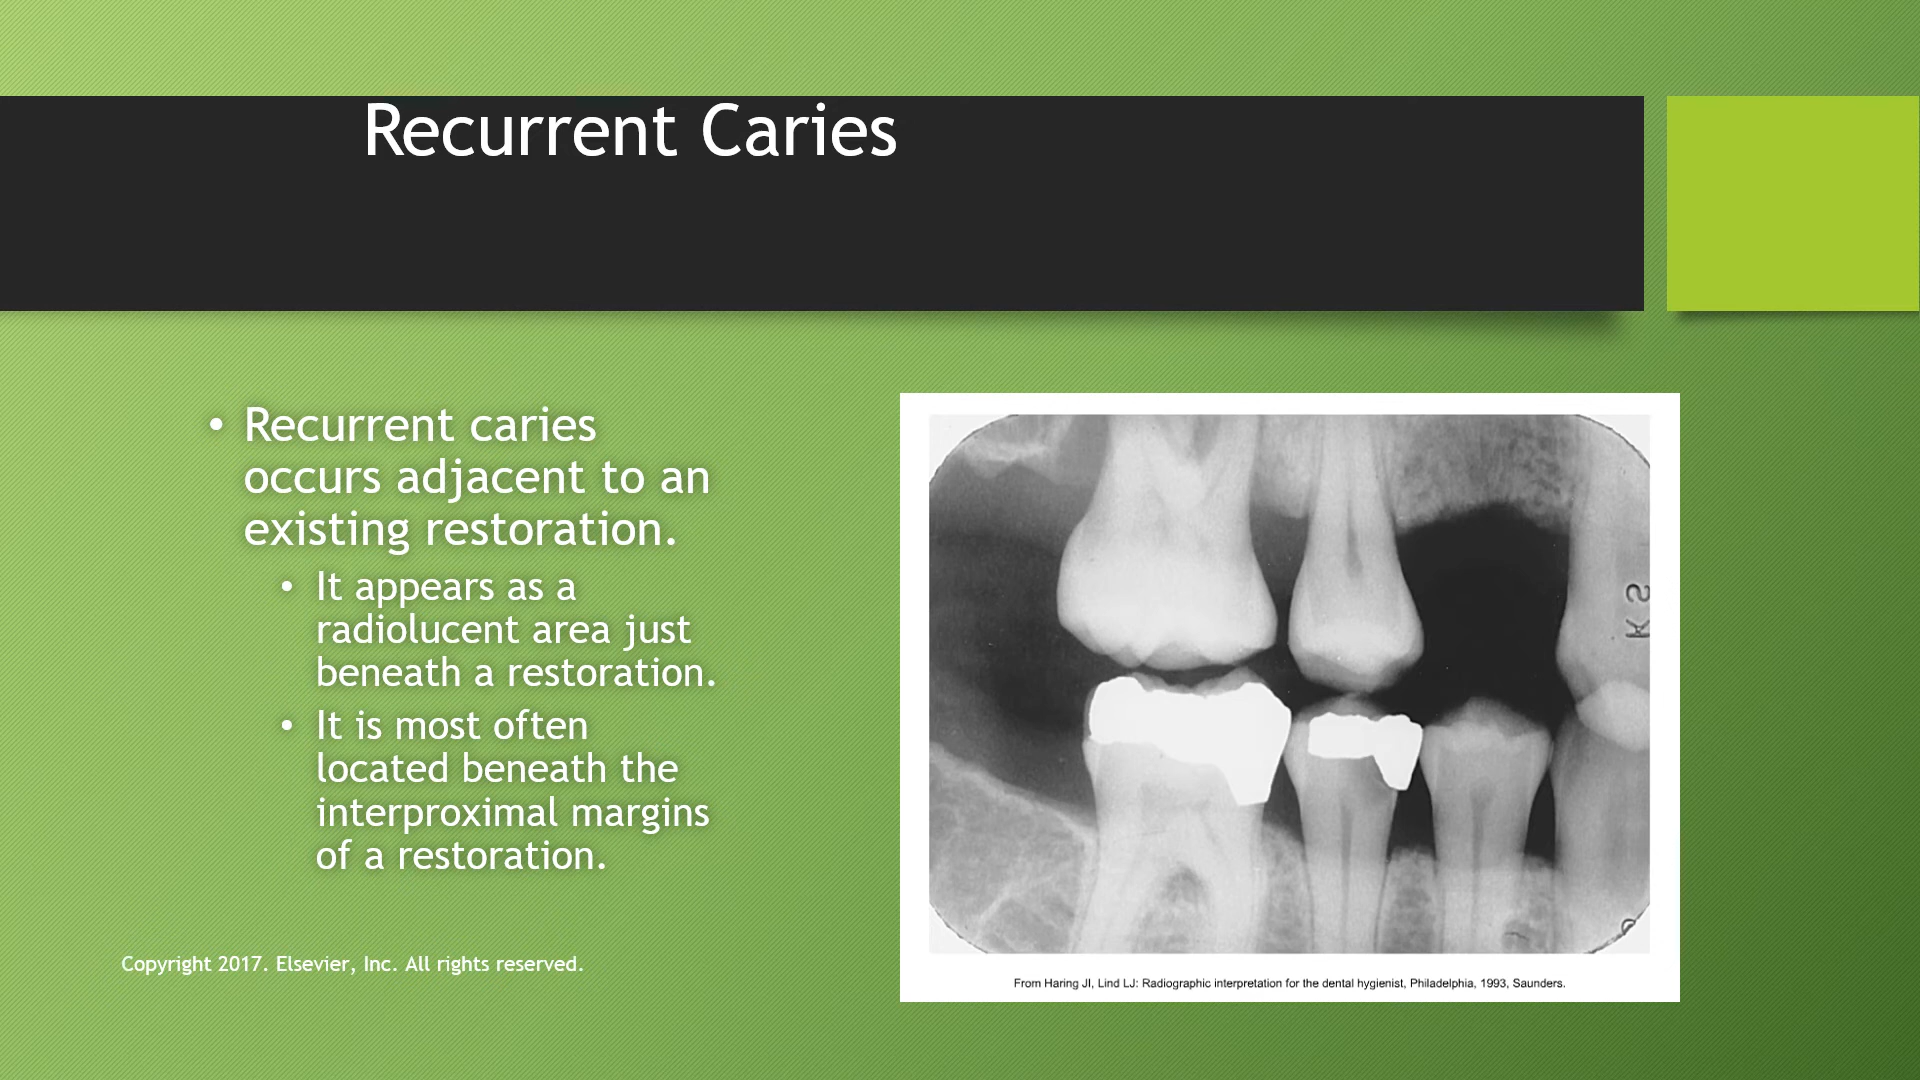 Recurrent Caries
• Recurrent caries
occurs adjacent to an
existing restoration.
• It appears as a
radiolucent area just
beneath a restoration.
• It is most often
located beneath the
interproximal margins
of a restoration.
Copyright 2017. Elsevier, Inc. All rights reserved.
From Haring JI, Lind LJ: Radiographic interpretation for the dental hygienist, Philadelphia, 1993, Saunders.